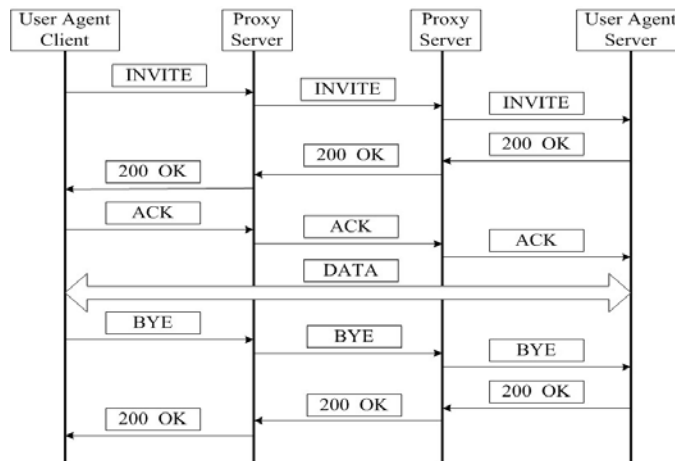 User Agent
Client
Proxy
Server
Proxy
Server
User Agent
Server
INVITE
INVITE
INVITE
200 OK
200 OK
200 OK
ACK
ACK
ACK
DATA
BYE
BYE
BYE
200 OK
200 OK
200 OK